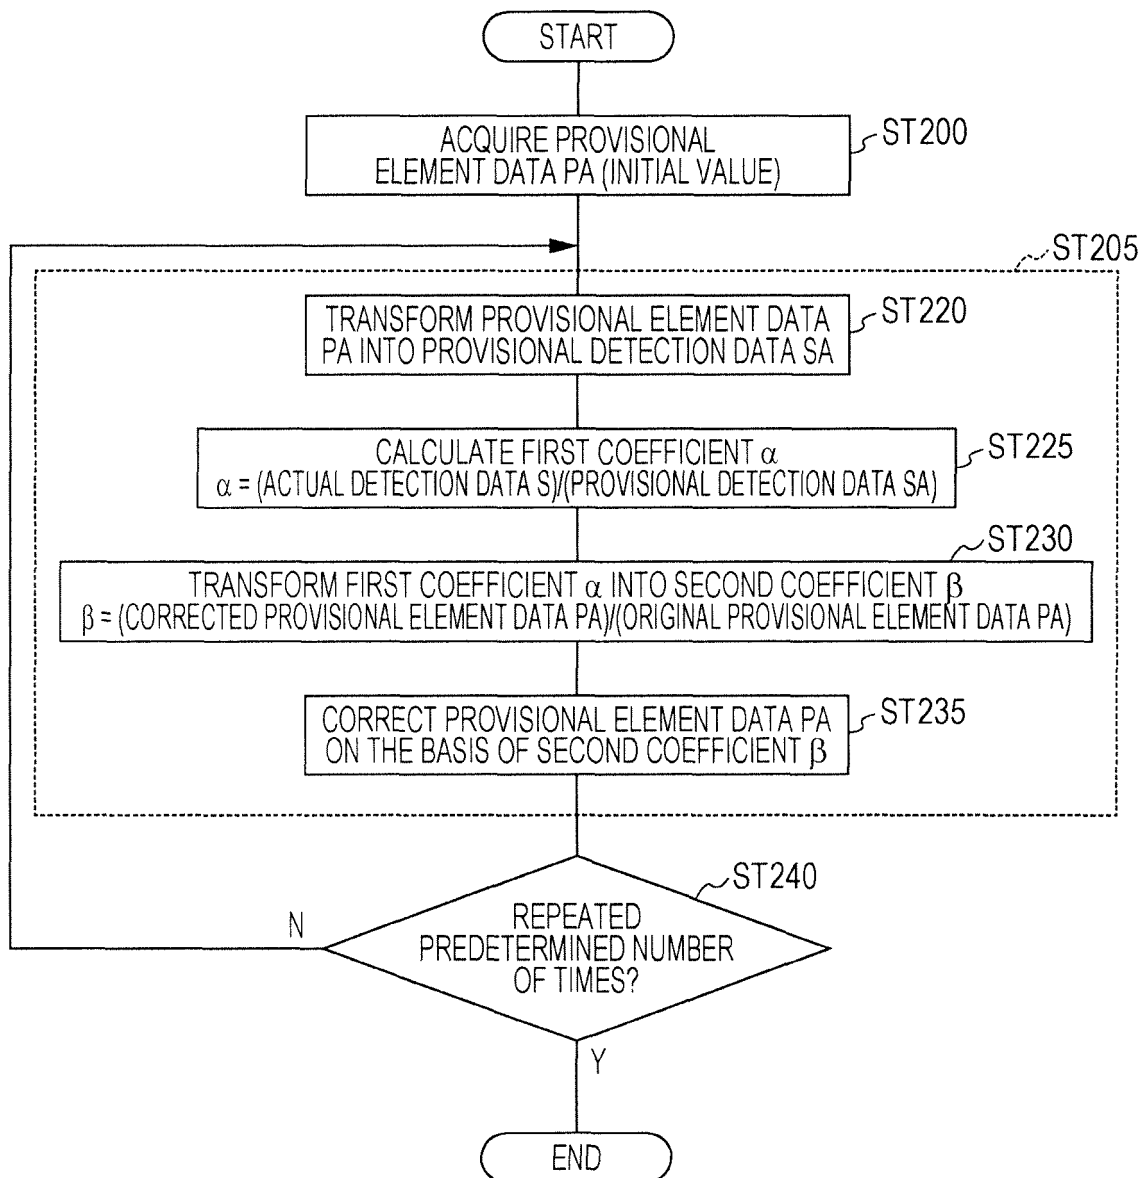 START
ACQUIRE PROVISIONAL
ELEMENT DATA PA (INITIAL VALUE)
ST200
ST205
TRANSFORM PROVISIONAL ELEMENT DATA
PA INTO PROVISIONAL DETECTION DATA SA
ST220
CALCULATE FIRST COEFFICIENT α
α = (ACTUAL DETECTION DATA S)/(PROVISIONAL DETECTION DATA SA)
ST225
ST230
TRANSFORM FIRST COEFFICIENT α INTO SECOND COEFFICIENT β
β = (CORRECTED PROVISIONAL ELEMENT DATA PA)/(ORIGINAL PROVISIONAL ELEMENT DATA PA)
CORRECT PROVISIONAL ELEMENT DATA PA
ON THE BASIS OF SECOND COEFFICIENT β
ST235
ST240
REPEATED
PREDETERMINED NUMBER
OF TIMES?
N
Y
END